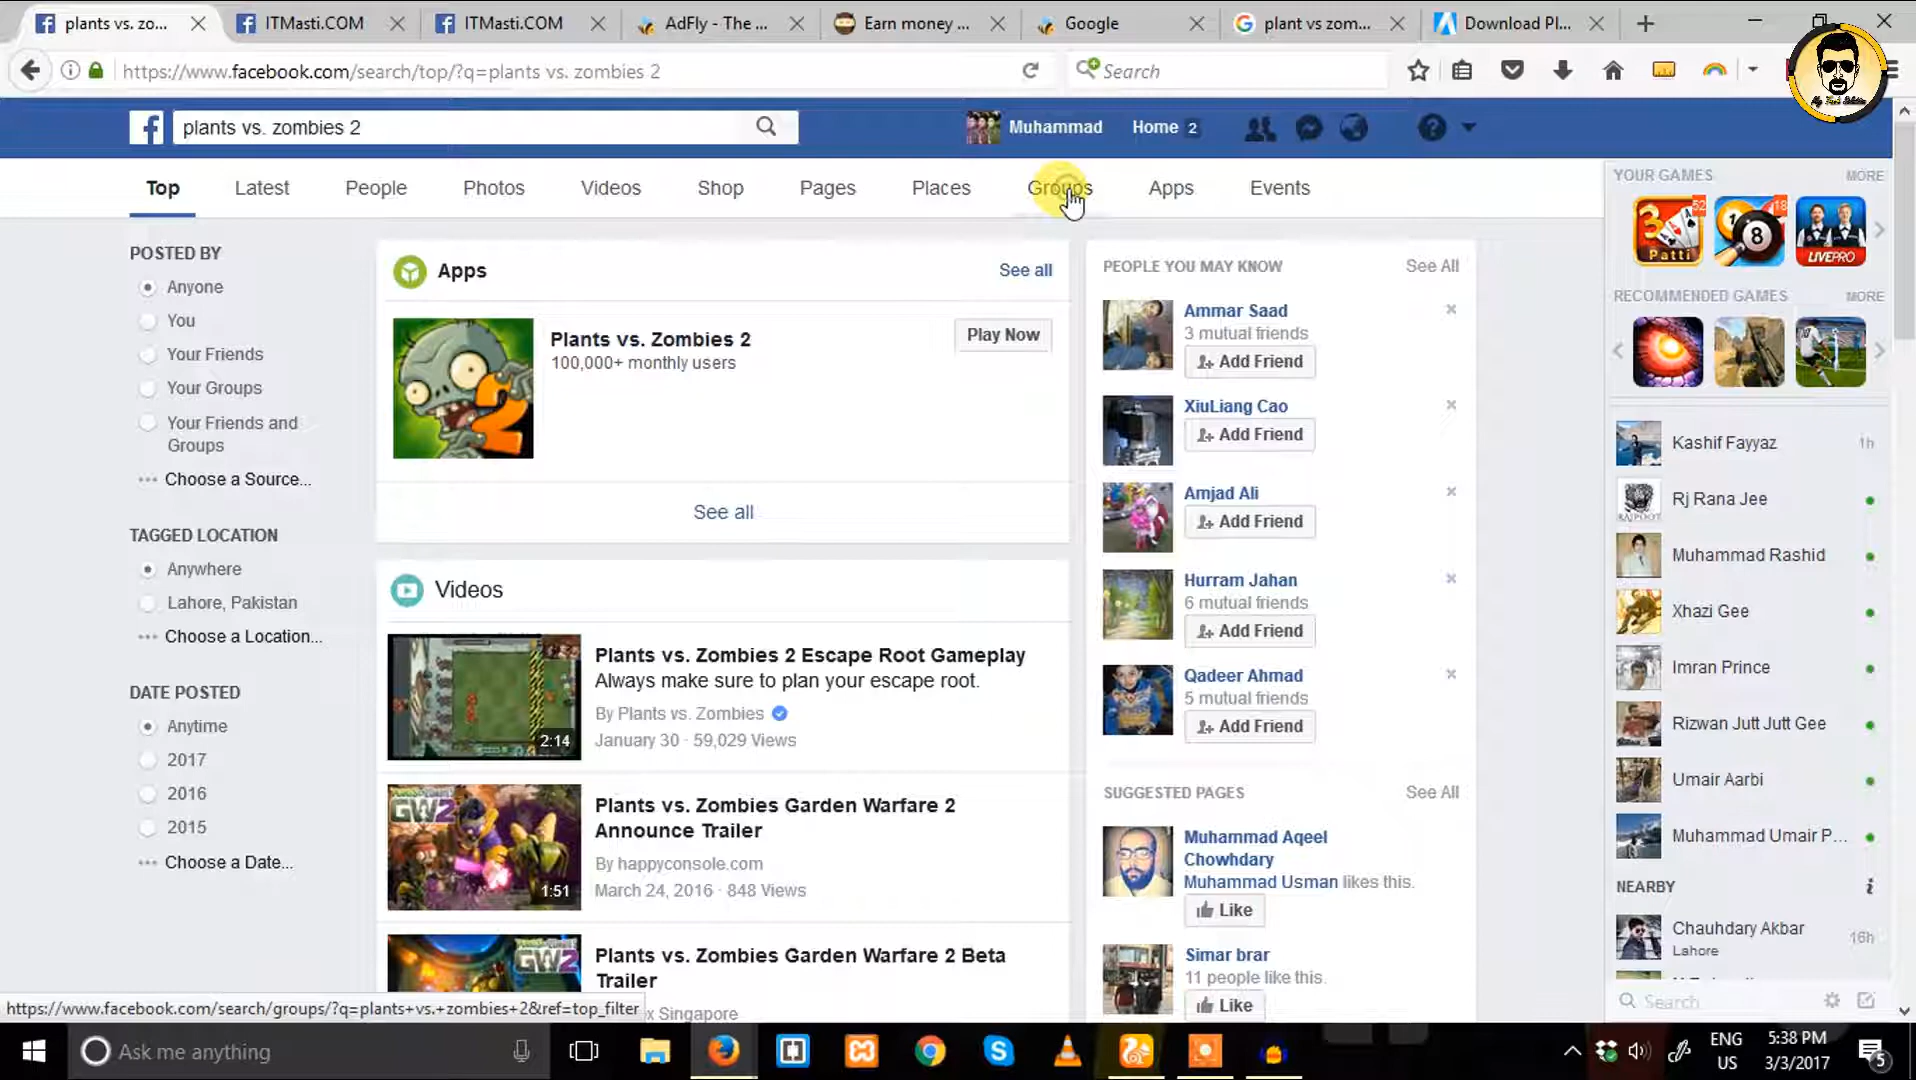 plants vs. zo...
ITMasti.COM
ITMasti.COM
AdFly - The ...
Earn money ...
Google
plant vs zom...
Download Pl...
https://www.facebook.com/search/top/?q=plants vs. zombies 2
Search
plants vs. zombies 2
Muhammad
Home 2
Top
Latest
People
Photos
Videos
Shop
Pages
Places
Groups
Apps
Events
POSTED BY
Anyone
You
Your Friends
Your Groups
Your Friends and
Groups
Choose a Source...
TAGGED LOCATION
Anywhere
Lahore, Pakistan
Choose a Location...
DATE POSTED
Anytime
2017
2016
2015
Choose a Date...
Apps
See all
Plants vs. Zombies 2
100,000+ monthly users
Play Now
See all
Videos
Plants vs. Zombies 2 Escape Root Gameplay
Always make sure to plan your escape root.
By Plants vs. Zombies
January 30 · 59,029 Views
2:14
Plants vs. Zombies Garden Warfare 2
Announce Trailer
By happyconsole.com
March 24, 2016 · 848 Views
GW2
1:51
Plants vs. Zombies Garden Warfare 2 Beta
Trailer
GW2
x Singapore
PEOPLE YOU MAY KNOW
See All
Ammar Saad
3 mutual friends
Add Friend
XiuLiang Cao
Add Friend
Amjad Ali
Add Friend
Hurram Jahan
6 mutual friends
Add Friend
Qadeer Ahmad
5 mutual friends
Add Friend
SUGGESTED PAGES
See All
Muhammad Aqeel
Chowhdary
Muhammad Usman likes this.
Like
Simar brar
11 people like this.
Like
YOUR GAMES
MORE
52
3
Patti
18
8
LIVEPRO
RECOMMENDED GAMES
MORE
Kashif Fayyaz
1h
Rj Rana Jee
Muhammad Rashid
Xhazi Gee
Imran Prince
Rizwan Jutt Jutt Gee
Umair Aarbi
Muhammad Umair P...
NEARBY
Chauhdary Akbar
Lahore
16h
Search
https://www.facebook.com/search/groups/?q=plants+vs.+zombies+2&ref=top_filter
Ask me anything
ENG
US
5:38 PM
3/3/2017
5